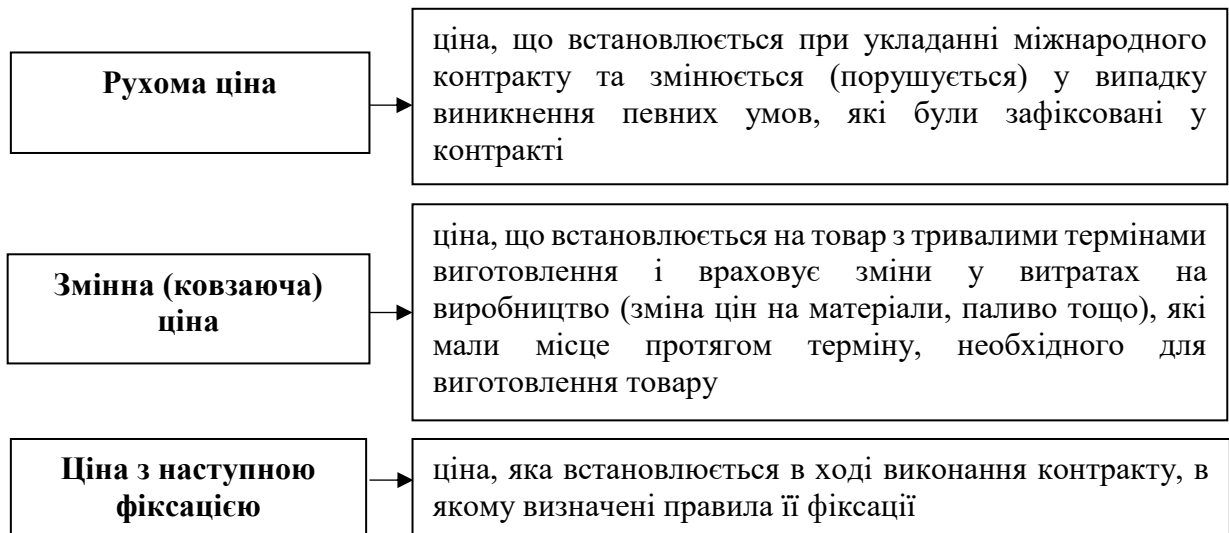 Рухома ціна
ціна, що встановлюється при укладанні міжнародного
контракту та змінюється (порушується) у випадку
виникнення певних умов, які були зафіксовані у
контракті
Змінна (ковзаюча)
ціна
ціна, що встановлюється на товар з тривалими термінами
виготовлення і враховує зміни у витратах на
виробництво (зміна цін на матеріали, паливо тощо), які
мали місце протягом терміну, необхідного для
виготовлення товару
Ціна з наступною
фіксацією
ціна, яка встановлюється в ході виконання контракту, в
якому визначені правила її фіксації